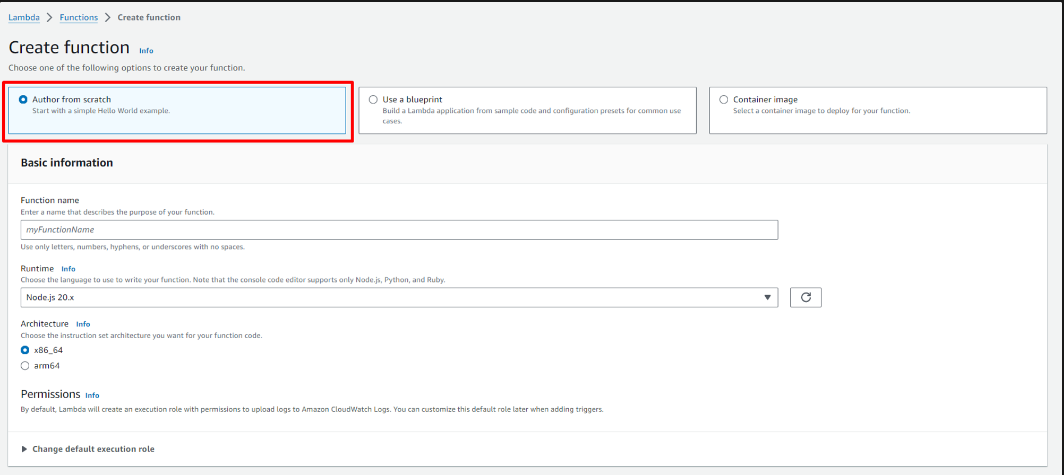 Lambda > Functions > Create function
Create function Info
Choose one of the following options to create your function.
Author from scratch
Start with a simple Hello World example.
Use a blueprint
Build a Lambda application from sample code and configuration presets for common use
cases.
Container image
Select a container image to deploy for your function.
Basic information
Function name
Enter a name that describes the purpose of your function.
myFunctionName
Use only letters, numbers, hyphens, or underscores with no spaces.
Runtime Info
Choose the language to use to write your function. Note that the console code editor supports only Node.js, Python, and Ruby.
Node.js 20.x
Architecture Info
Choose the instruction set architecture you want for your function code.
x86_64
arm64
Permissions Info
By default, Lambda will create an execution role with permissions to upload logs to Amazon CloudWatch Logs. You can customize this default role later when adding triggers.
Change default execution role